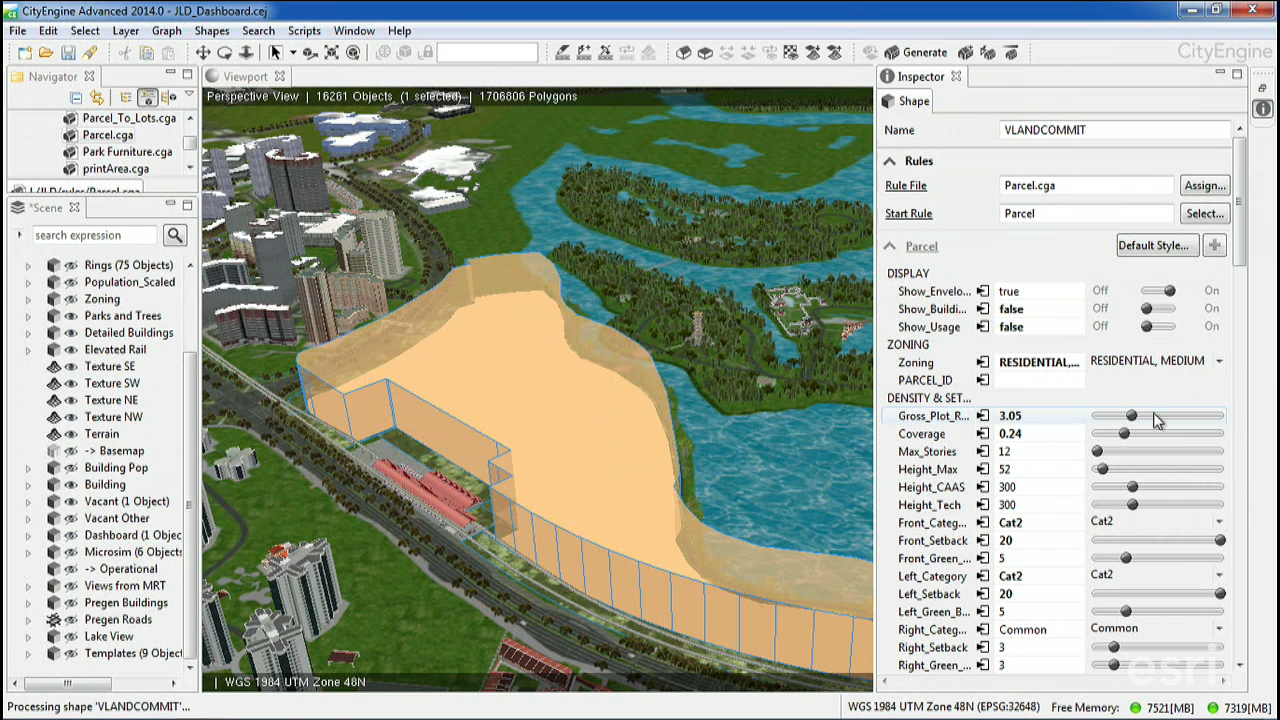 CityEngine Advanced 2014.0 - JLD_Dashboard.cej
File Edit Select Layer Graph Shapes Search Scripts Window Help
Generate CityEngine
Navigator
Parcel_To_Lots.cga
Parcel.cga
Park Furniture.cga
printArea.cga
*Scene
search expression
Rings (75 Objects)
Population_Scaled
Zoning
Parks and Trees
Detailed Buildings
Elevated Rail
Texture SE
Texture SW
Texture NE
Texture NW
Terrain
-> Basemap
Building Pop
Building
Vacant (1 Object)
Vacant Other
Dashboard (1 Objec
Microsim (6 Objects
-> Operational
Views from MRT
Pregen Buildings
Pregen Roads
Lake View
Templates (9 Objec
Viewport
Perspective View | 16261 Objects (1 selected) | 1706806 Polygons
| WGS 1984 UTM Zone 48N
Inspector
Shape
Name VLANDCOMMIT
Rules
Rule File Parcel.cga Assign...
Start Rule Parcel Select...
Parcel Default Style...
DISPLAY
Show_Envelo... true Off On
Show_Buildi... false Off On
Show_Usage false Off On
ZONING
Zoning RESIDENTIAL,... RESIDENTIAL, MEDIUM
PARCEL_ID
DENSITY & SET...
Gross_Plot_R... 3.05
Coverage 0.24
Max_Stories 12
Height_Max 52
Height_CAAS 300
Height_Tech 300
Front_Categ... Cat2 Cat2
Front_Setback 20
Front_Green_... 5
Left_Category Cat2 Cat2
Left_Setback 20
Left_Green_B... 5
Right_Categ... Common Common
Right_Setback 3
Right_Green_... 3
esri
Processing shape 'VLANDCOMMIT'...
WGS 1984 UTM Zone 48N (EPSG:32648) Free Memory: 7521[MB] 7319[MB]